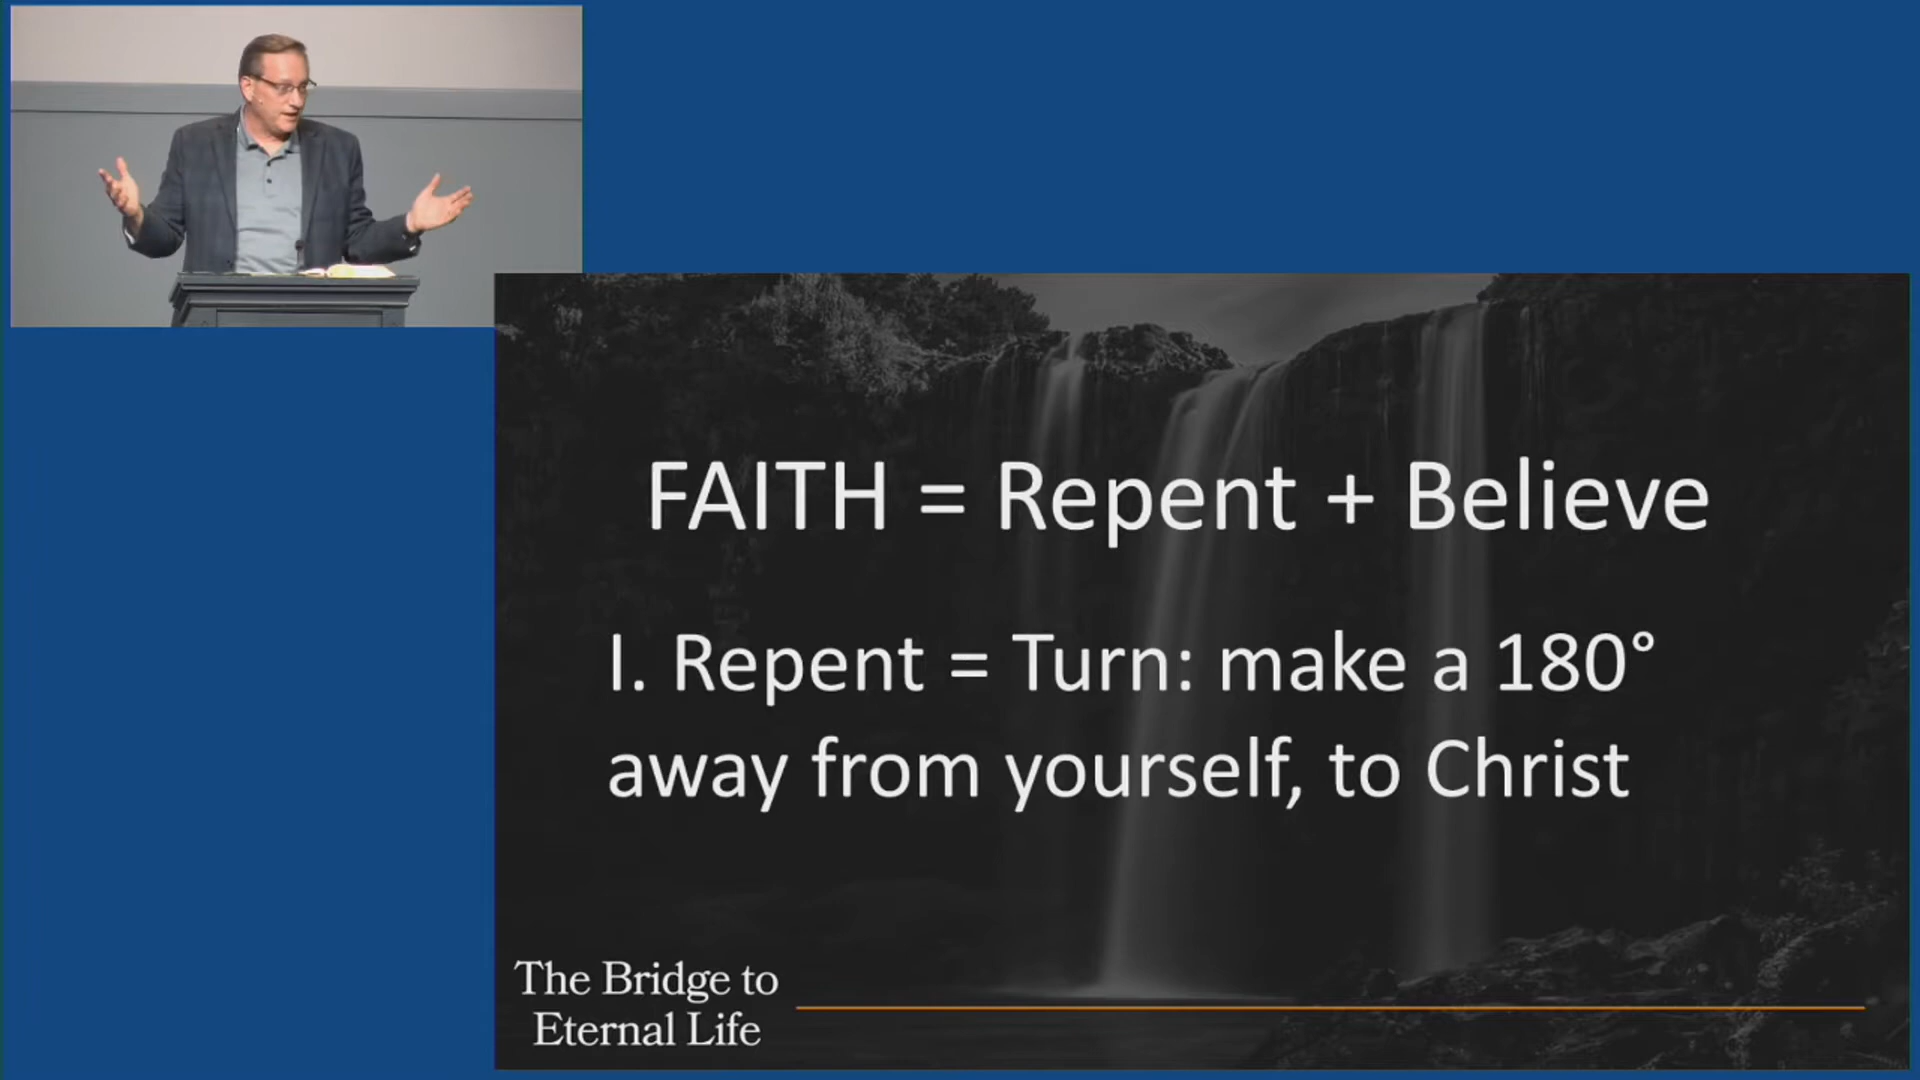 FAITH = Repent + Believe
I. Repent = Turn: make a 180°
away from yourself, to Christ
The Bridge to
Eternal Life